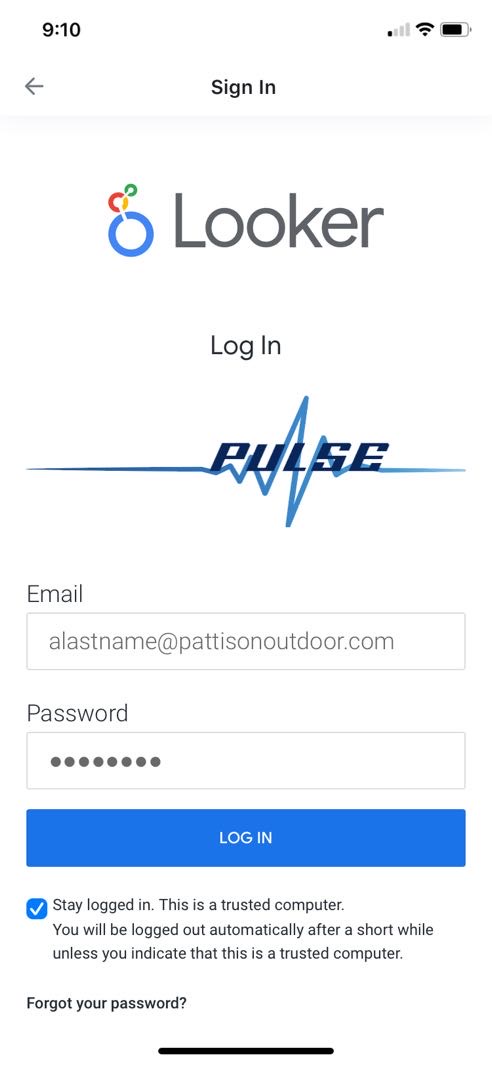 9:10
Sign In
Looker
Log In
PULSE
Email
alastname@pattisonoutdoor.com
Password
••••••••
LOG IN
Stay logged in. This is a trusted computer.
You will be logged out automatically after a short while
unless you indicate that this is a trusted computer.
Forgot your password?